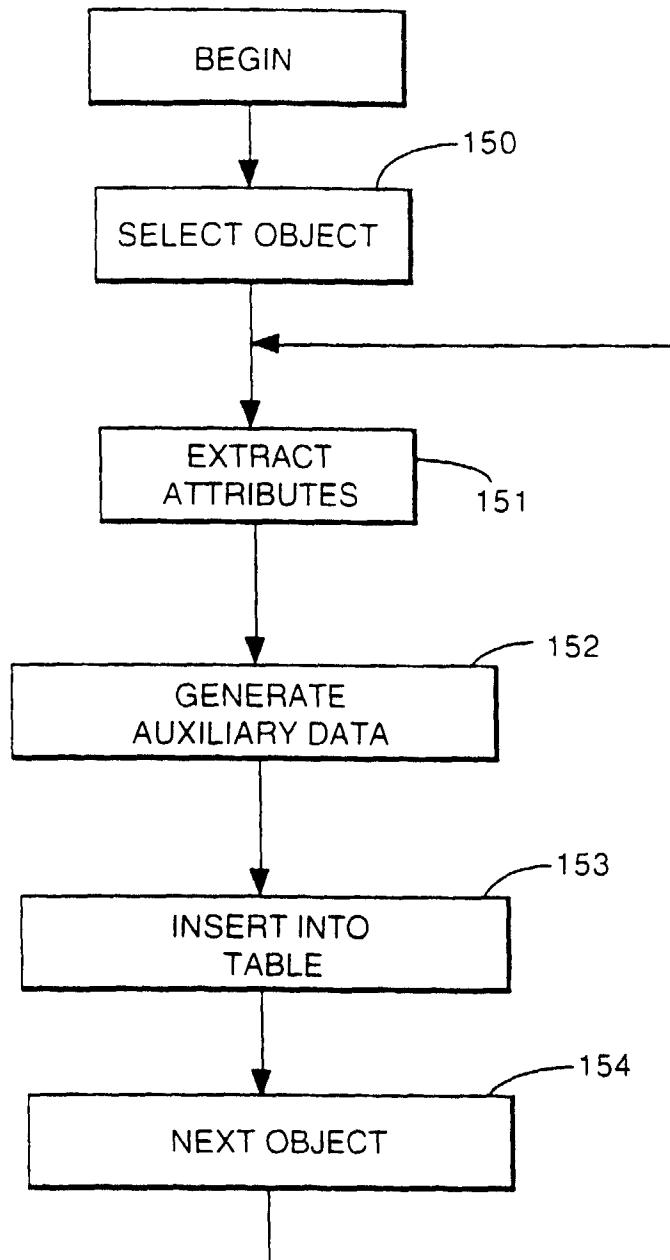 BEGIN
150
SELECT OBJECT
EXTRACT
ATTRIBUTES
151
152
GENERATE
AUXILIARY DATA
153
INSERT INTO
TABLE
154
NEXT OBJECT